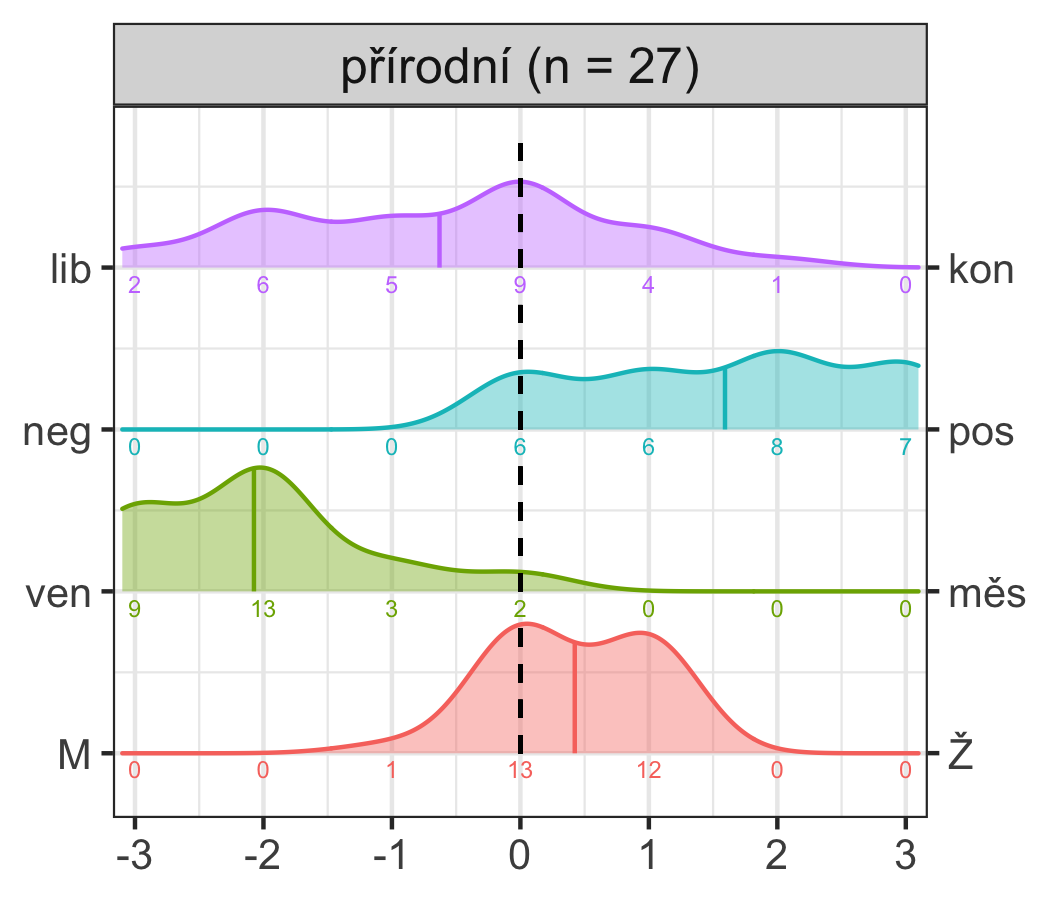 přírodní (n = 27)
lib kon
2 6 5 9 4 1 0
neg pos
0 0 0 6 6 8 7
ven měs
9 13 3 2 0 0 0
M Ž
0 0 1 13 12 0 0
-3 -2 -1 0 1 2 3